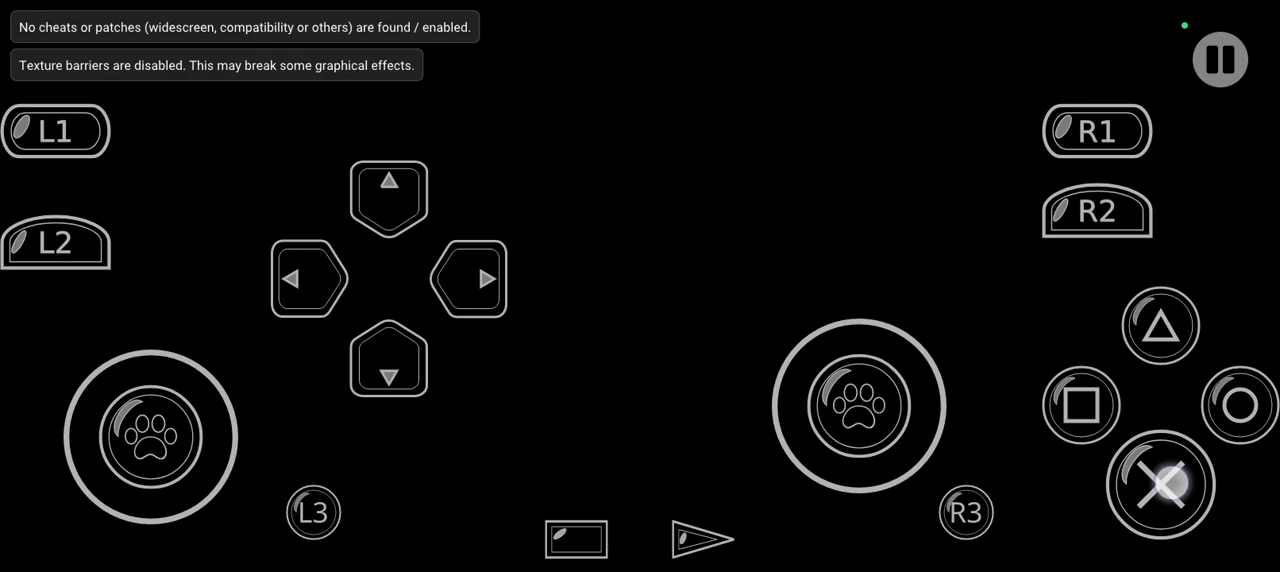 No cheats or patches (widescreen, compatibility or others) are found / enabled.
Texture barriers are disabled. This may break some graphical effects.
L1
R1
R2
L2
L3
R3